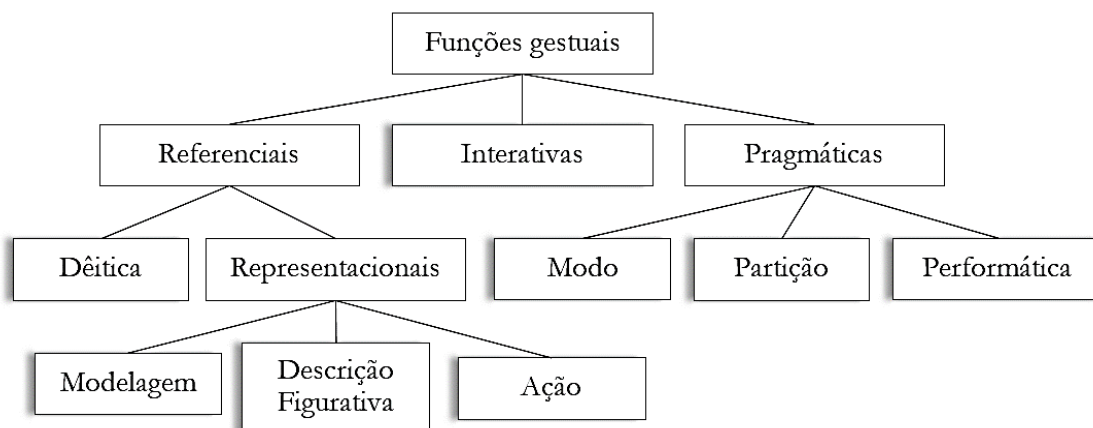 Funções gestuais
Referenciais
Interativas
Pragmáticas
Dêitica
Representacionais
Modo
Partição
Performática
Modelagem
Descrição
Figurativa
Ação